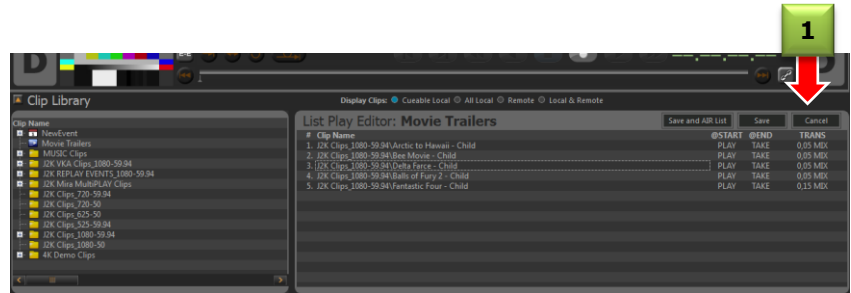 1
D
E-E
Clip Library
Display Clips: Cueable Local All Local Remote Local & Remote
Clip Name
NewEvent
Movie Trailers
MUSIC Clips
J2K VKA Clips_1080-59.94
J2K REPLAY EVENTS_1080-59.94
J2K Mira MultiPLAY Clips
J2K Clips_720-59.94
J2K Clips_720-50
J2K Clips_625-50
J2K Clips_525-59.94
J2K Clips_1080-59.94
J2K Clips_1080-50
4K Demo Clips
List Play Editor: Movie Trailers Save and AIR List Save Cancel
# Clip Name @START @END TRANS
1. J2K Clips_1080-59.94\Arctic to Hawaii - Child PLAY TAKE 0,05 MIX
2. J2K Clips_1080-59.94\Bee Movie - Child PLAY TAKE 0,05 MIX
3. J2K Clips_1080-59.94\Delta Farce - Child PLAY TAKE 0,05 MIX
4. J2K Clips_1080-59.94\Balls of Fury 2 - Child PLAY TAKE 0,05 MIX
5. J2K Clips_1080-59.94\Fantastic Four - Child PLAY TAKE 0,15 MIX